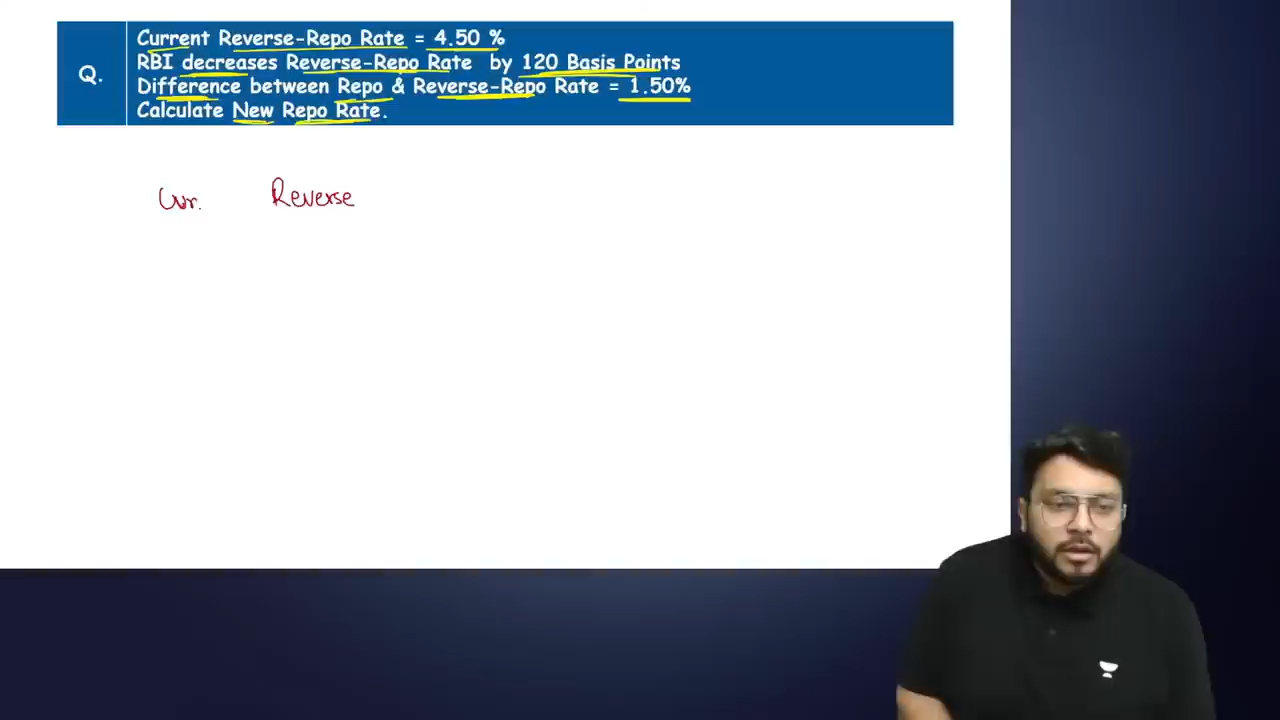 Q.
Current Reverse-Repo Rate = 4.50 %
RBI decreases Reverse-Repo Rate by 120 Basis Points
Difference between Repo & Reverse-Repo Rate = 1.50%
Calculate New Repo Rate.
Curr. Reverse